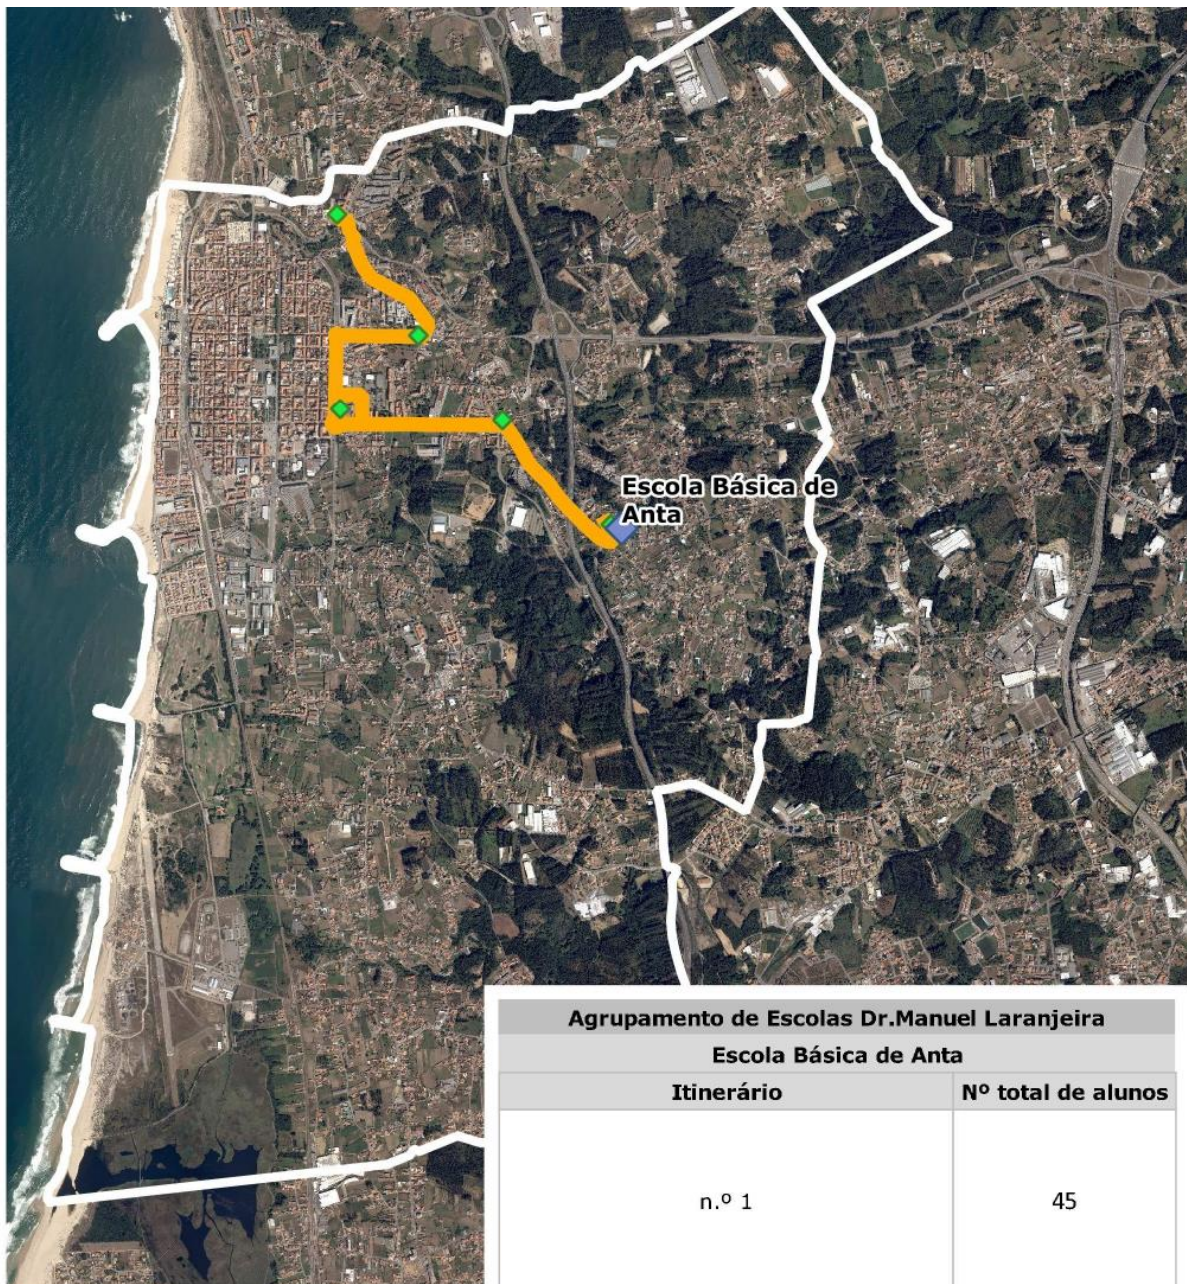 Escola Básica de
Anta
Agrupamento de Escolas Dr.Manuel Laranjeira
Escola Básica de Anta
Itinerário
Nº total de alunos
n.º 1
45